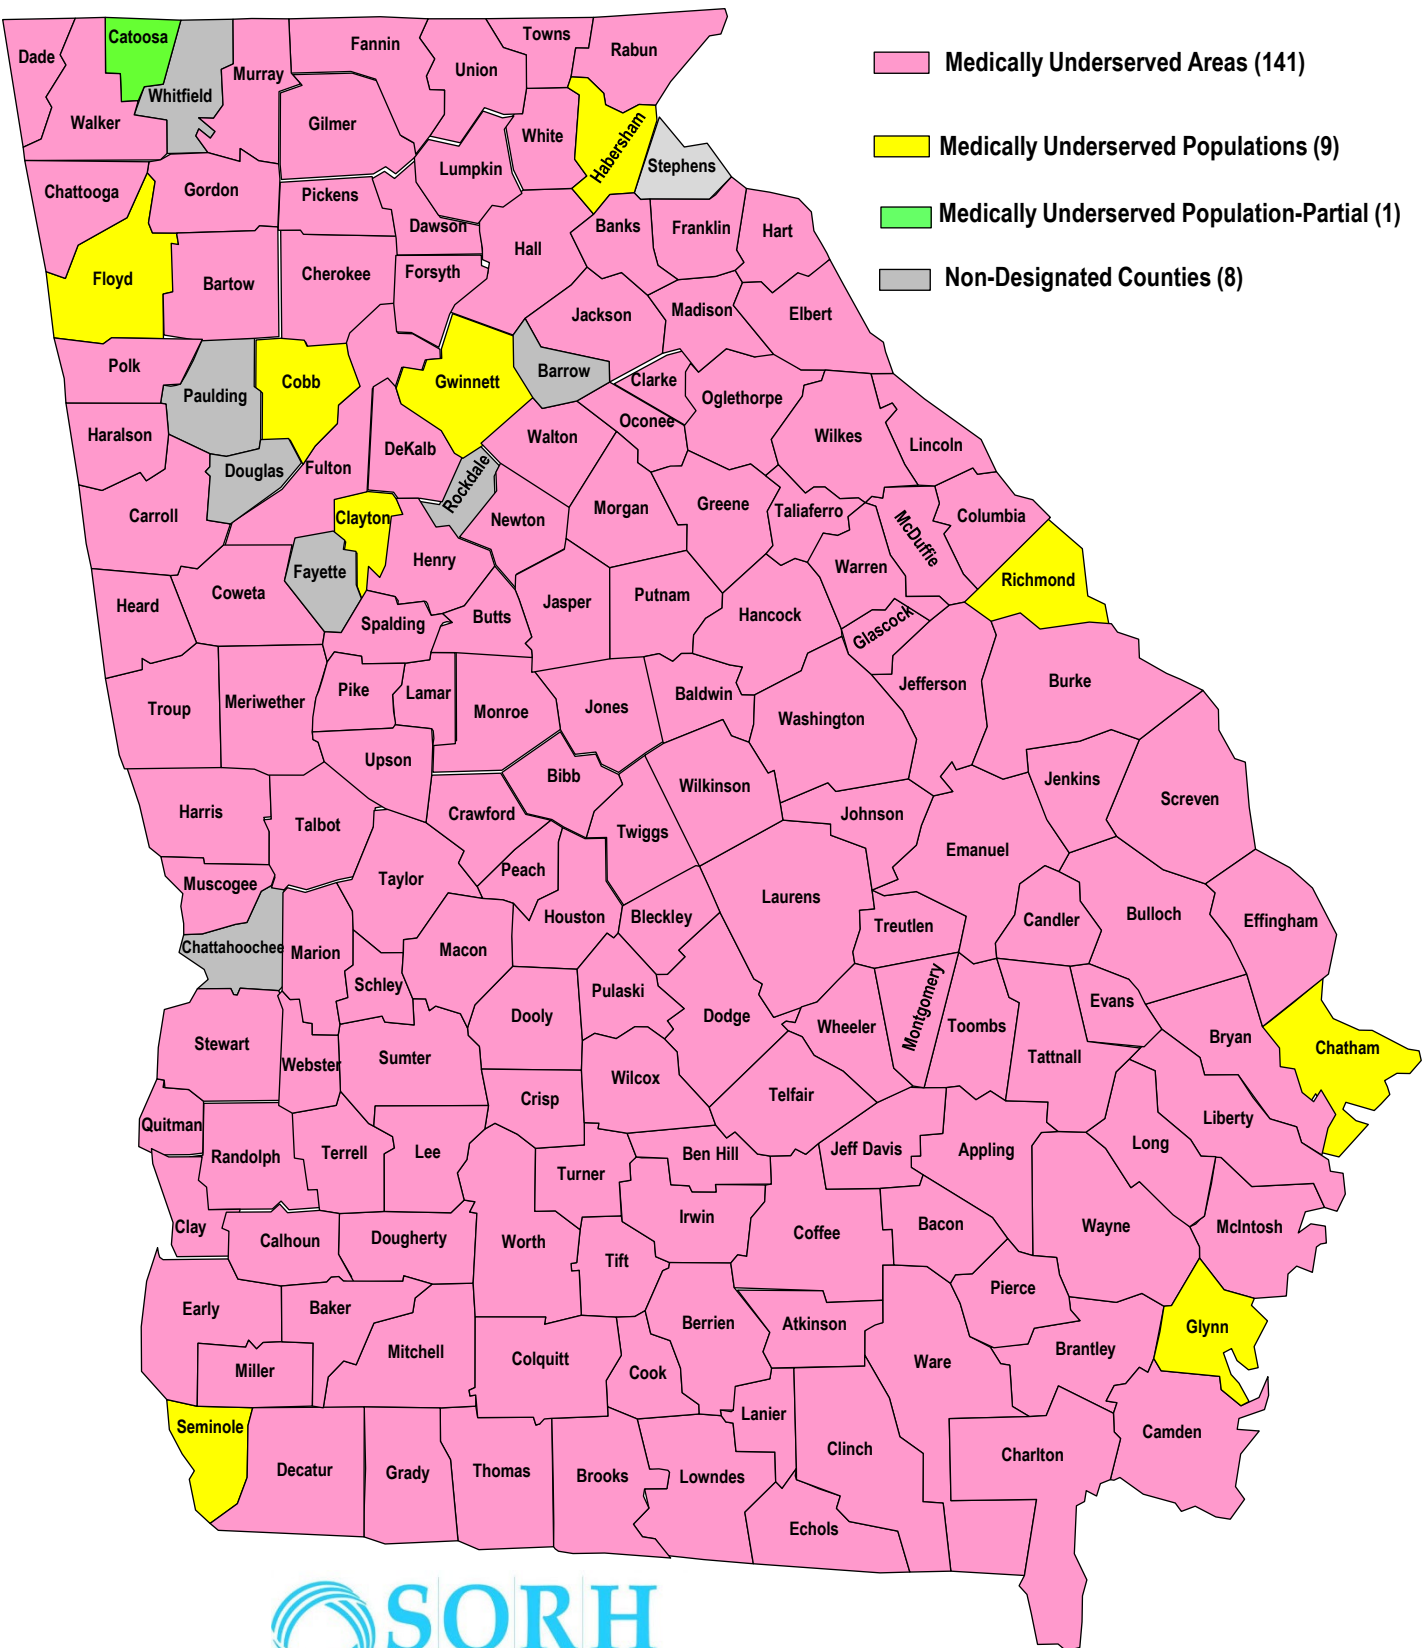 Medically Underserved Areas (141)
Medically Underserved Populations (9)
Medically Underserved Population-Partial (1)
Non-Designated Counties (8)
Dade
Catoosa
Whitfield
Murray
Fannin
Union
Towns
Rabun
Walker
Gilmer
White
Habersham
Stephens
Lumpkin
Chattooga
Gordon
Pickens
Dawson
Hall
Banks
Franklin
Hart
Floyd
Bartow
Cherokee
Forsyth
Jackson
Madison
Elbert
Polk
Paulding
Cobb
Gwinnett
Barrow
Clarke
Oglethorpe
Wilkes
Lincoln
Haralson
Douglas
Fulton
DeKalb
Rockdale
Walton
Oconee
Carroll
Clayton
Newton
Morgan
Greene
Taliaferro
McDuffie
Columbia
Fayette
Henry
Warren
Richmond
Heard
Coweta
Spalding
Butts
Jasper
Putnam
Hancock
Glascock
Troup
Meriwether
Pike
Lamar
Monroe
Jones
Baldwin
Washington
Jefferson
Burke
Upson
Bibb
Wilkinson
Jenkins
Screven
Harris
Talbot
Crawford
Twiggs
Johnson
Emanuel
Muscogee
Taylor
Peach
Houston
Bleckley
Laurens
Treutlen
Candler
Bulloch
Effingham
Chattahoochee
Marion
Schley
Macon
Dooly
Pulaski
Dodge
Wheeler
Montgomery
Toombs
Evans
Tattnall
Bryan
Chatham
Stewart
Webster
Sumter
Crisp
Wilcox
Telfair
Liberty
Quitman
Randolph
Terrell
Lee
Turner
Ben Hill
Jeff Davis
Appling
Long
Clay
Calhoun
Dougherty
Worth
Tift
Irwin
Coffee
Bacon
Wayne
McIntosh
Early
Baker
Mitchell
Miller
Colquitt
Cook
Berrien
Atkinson
Pierce
Ware
Brantley
Glynn
Seminole
Decatur
Grady
Thomas
Brooks
Lowndes
Lanier
Clinch
Echols
Charlton
Camden
SORH